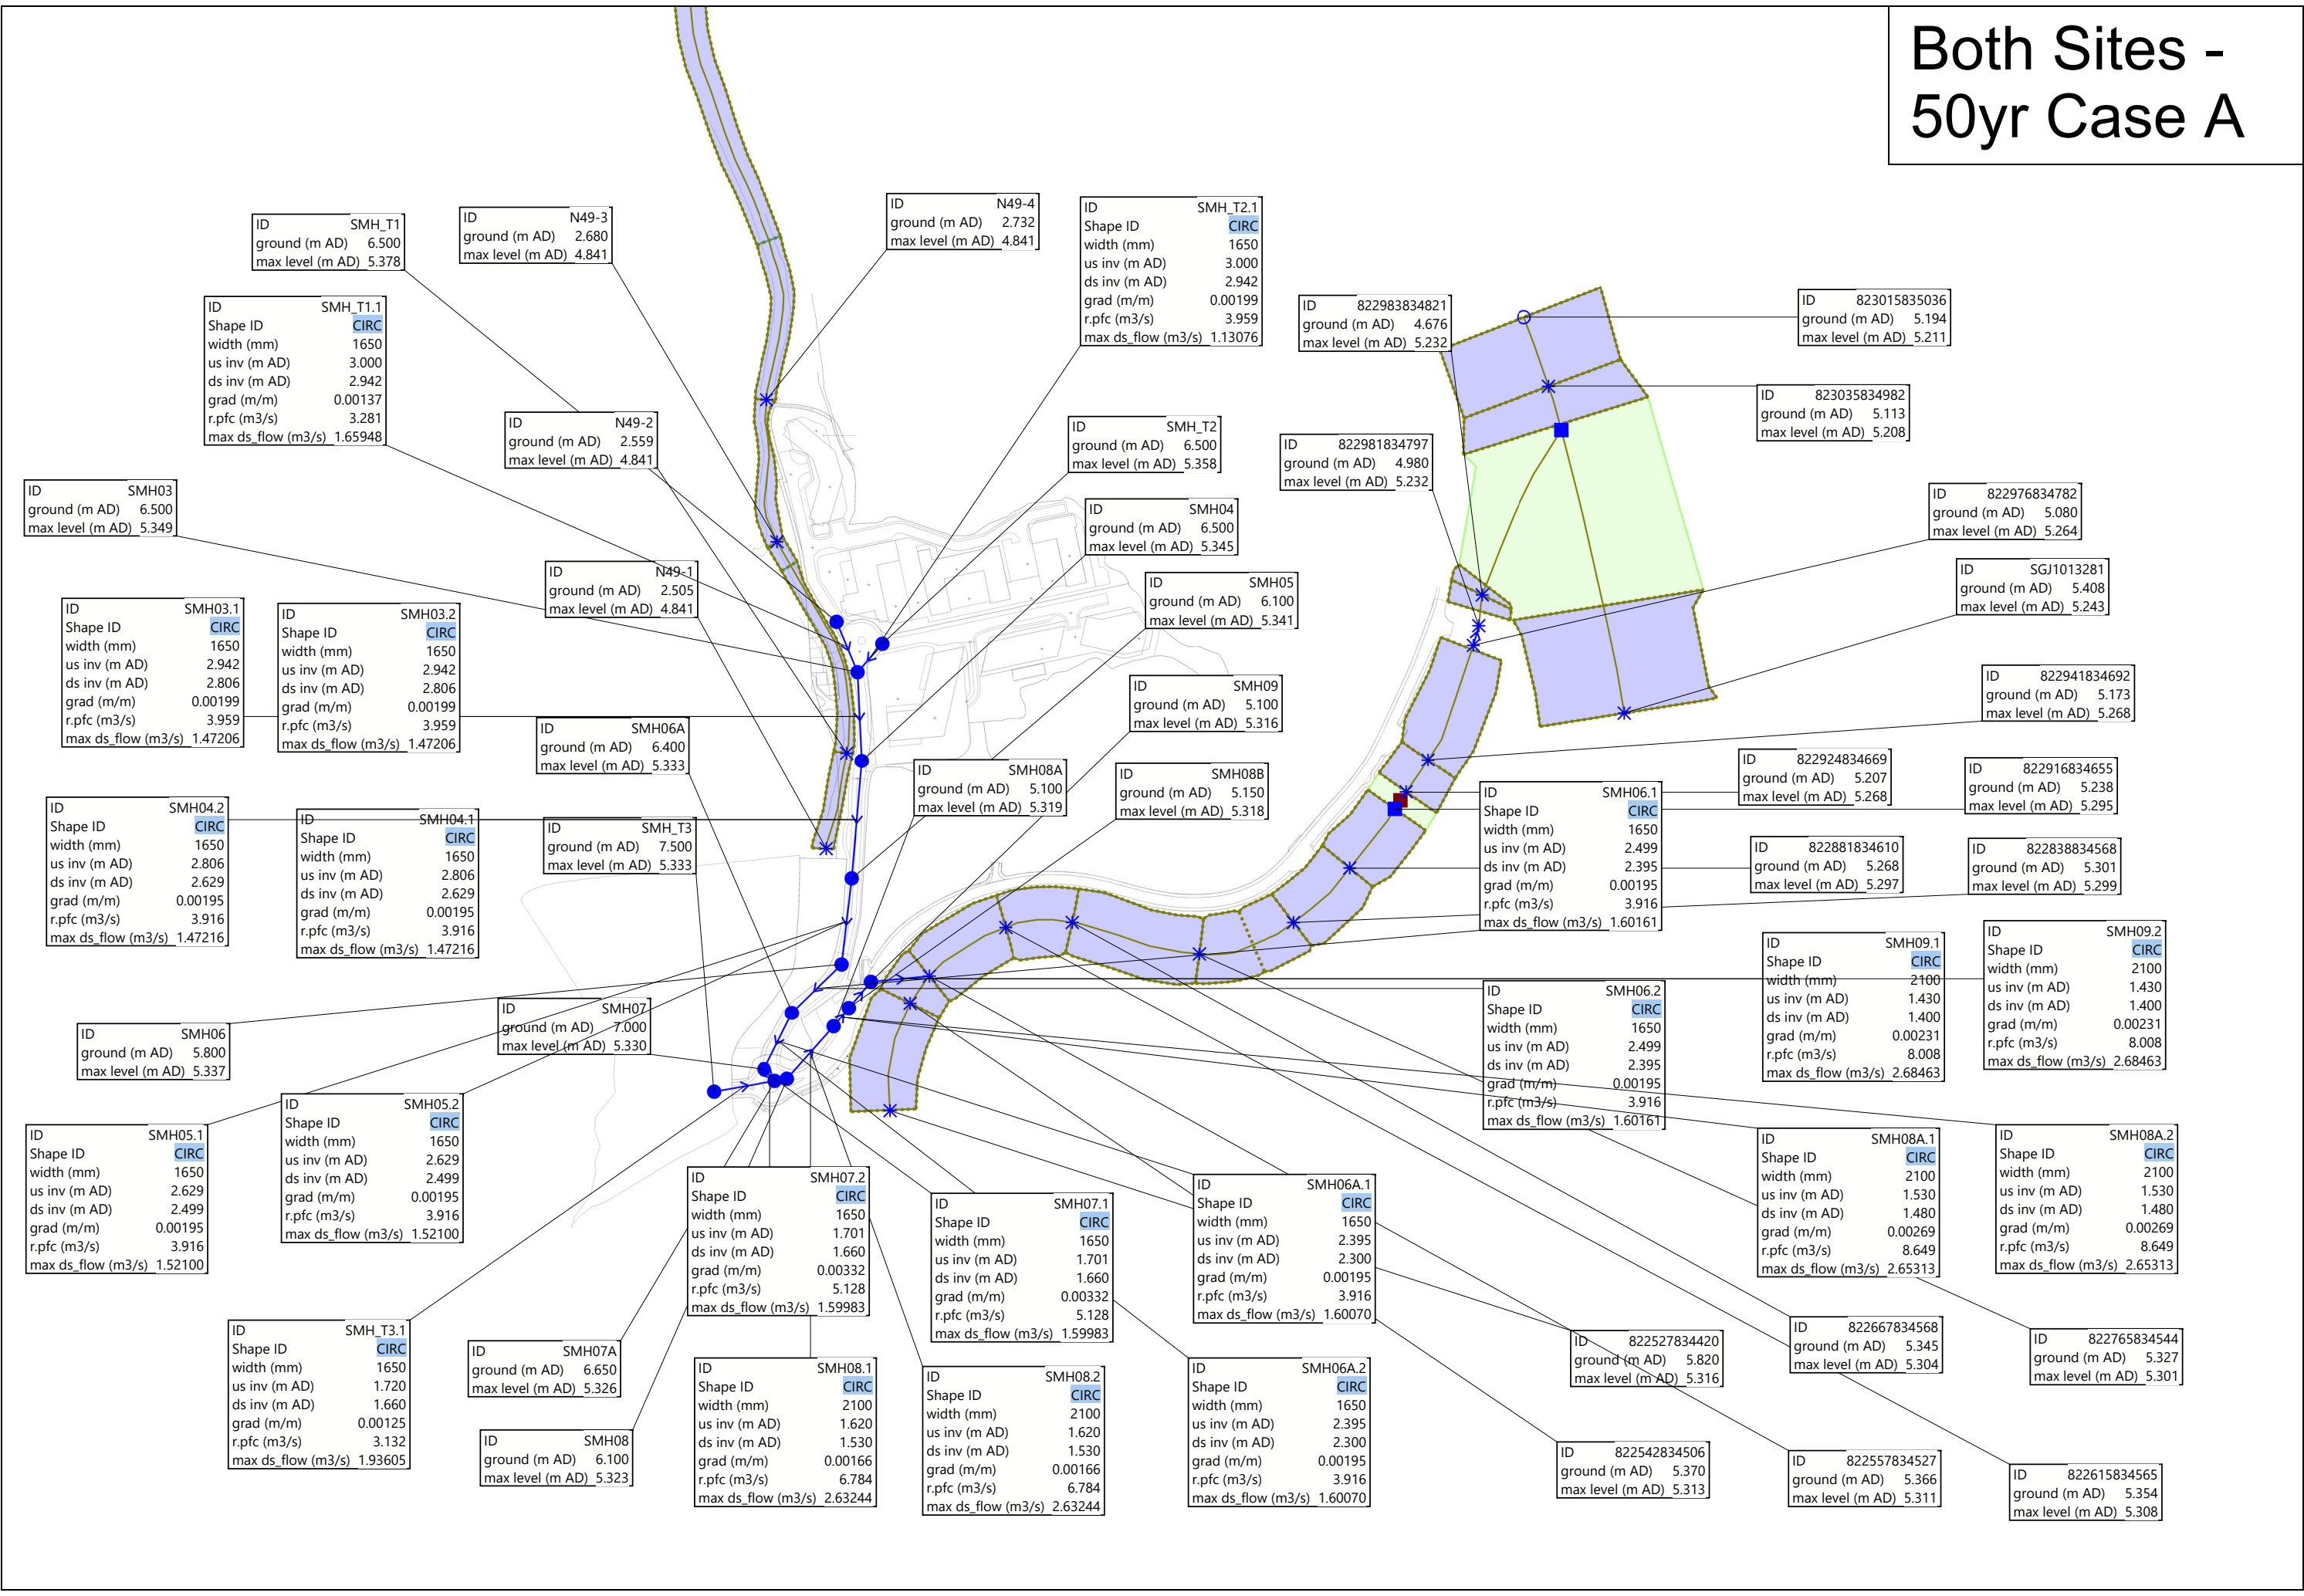 Both Sites -
50yr Case A
ID SMH_T1
ground (m AD) 6.500
max level (m AD) 5.378
ID N49-3
ground (m AD) 2.680
max level (m AD) 4.841
ID N49-4
ground (m AD) 2.732
max level (m AD) 4.841
ID SMH_T2.1
Shape ID CIRC
width (mm) 1650
us inv (m AD) 3.000
ds inv (m AD) 2.942
grad (m/m) 0.00199
r.pfc (m3/s) 3.959
max ds_flow (m3/s) 1.13076
ID 822983834821
ground (m AD) 4.676
max level (m AD) 5.232
ID 823015835036
ground (m AD) 5.194
max level (m AD) 5.211
ID SMH_T1.1
Shape ID CIRC
width (mm) 1650
us inv (m AD) 3.000
ds inv (m AD) 2.942
grad (m/m) 0.00137
r.pfc (m3/s) 3.281
max ds_flow (m3/s) 1.65948
ID 823035834982
ground (m AD) 5.113
max level (m AD) 5.208
ID N49-2
ground (m AD) 2.559
max level (m AD) 4.841
ID SMH_T2
ground (m AD) 6.500
max level (m AD) 5.358
ID 822981834797
ground (m AD) 4.980
max level (m AD) 5.232
ID SMH03
ground (m AD) 6.500
max level (m AD) 5.349
ID SMH04
ground (m AD) 6.500
max level (m AD) 5.345
ID 822976834782
ground (m AD) 5.080
max level (m AD) 5.264
ID N49-1
ground (m AD) 2.505
max level (m AD) 4.841
ID SMH05
ground (m AD) 6.100
max level (m AD) 5.341
ID SGJ1013281
ground (m AD) 5.408
max level (m AD) 5.243
ID SMH03.1
Shape ID CIRC
width (mm) 1650
us inv (m AD) 2.942
ds inv (m AD) 2.806
grad (m/m) 0.00199
r.pfc (m3/s) 3.959
max ds_flow (m3/s) 1.47206
ID SMH03.2
Shape ID CIRC
width (mm) 1650
us inv (m AD) 2.942
ds inv (m AD) 2.806
grad (m/m) 0.00199
r.pfc (m3/s) 3.959
max ds_flow (m3/s) 1.47206
ID SMH09
ground (m AD) 5.100
max level (m AD) 5.316
ID 822941834692
ground (m AD) 5.173
max level (m AD) 5.268
ID SMH06A
ground (m AD) 6.400
max level (m AD) 5.333
ID SMH08A
ground (m AD) 5.100
max level (m AD) 5.319
ID SMH08B
ground (m AD) 5.150
max level (m AD) 5.318
ID 822924834669
ground (m AD) 5.207
max level (m AD) 5.268
ID 822916834655
ground (m AD) 5.238
max level (m AD) 5.295
ID SMH06.1
Shape ID CIRC
width (mm) 1650
us inv (m AD) 2.499
ds inv (m AD) 2.395
grad (m/m) 0.00195
r.pfc (m3/s) 3.916
max ds_flow (m3/s) 1.60161
ID SMH04.2
Shape ID CIRC
width (mm) 1650
us inv (m AD) 2.806
ds inv (m AD) 2.629
grad (m/m) 0.00195
r.pfc (m3/s) 3.916
max ds_flow (m3/s) 1.47216
ID SMH04.1
Shape ID CIRC
width (mm) 1650
us inv (m AD) 2.806
ds inv (m AD) 2.629
grad (m/m) 0.00195
r.pfc (m3/s) 3.916
max ds_flow (m3/s) 1.47216
ID SMH_T3
ground (m AD) 7.500
max level (m AD) 5.333
ID 822881834610
ground (m AD) 5.268
max level (m AD) 5.297
ID 822838834568
ground (m AD) 5.301
max level (m AD) 5.299
ID SMH09.1
Shape ID CIRC
width (mm) 2100
us inv (m AD) 1.430
ds inv (m AD) 1.400
grad (m/m) 0.00231
r.pfc (m3/s) 8.008
max ds_flow (m3/s) 2.68463
ID SMH09.2
Shape ID CIRC
width (mm) 2100
us inv (m AD) 1.430
ds inv (m AD) 1.400
grad (m/m) 0.00231
r.pfc (m3/s) 8.008
max ds_flow (m3/s) 2.68463
ID SMH06
ground (m AD) 5.800
max level (m AD) 5.337
ID SMH07
ground (m AD) 7.000
max level (m AD) 5.330
ID SMH06.2
Shape ID CIRC
width (mm) 1650
us inv (m AD) 2.499
ds inv (m AD) 2.395
grad (m/m) 0.00195
r.pfc (m3/s) 3.916
max ds_flow (m3/s) 1.60161
ID SMH05.1
Shape ID CIRC
width (mm) 1650
us inv (m AD) 2.629
ds inv (m AD) 2.499
grad (m/m) 0.00195
r.pfc (m3/s) 3.916
max ds_flow (m3/s) 1.52100
ID SMH05.2
Shape ID CIRC
width (mm) 1650
us inv (m AD) 2.629
ds inv (m AD) 2.499
grad (m/m) 0.00195
r.pfc (m3/s) 3.916
max ds_flow (m3/s) 1.52100
ID SMH08A.1
Shape ID CIRC
width (mm) 2100
us inv (m AD) 1.530
ds inv (m AD) 1.480
grad (m/m) 0.00269
r.pfc (m3/s) 8.649
max ds_flow (m3/s) 2.65313
ID SMH08A.2
Shape ID CIRC
width (mm) 2100
us inv (m AD) 1.530
ds inv (m AD) 1.480
grad (m/m) 0.00269
r.pfc (m3/s) 8.649
max ds_flow (m3/s) 2.65313
ID SMH07.2
Shape ID CIRC
width (mm) 1650
us inv (m AD) 1.701
ds inv (m AD) 1.660
grad (m/m) 0.00332
r.pfc (m3/s) 5.128
max ds_flow (m3/s) 1.59983
ID SMH07.1
Shape ID CIRC
width (mm) 1650
us inv (m AD) 1.701
ds inv (m AD) 1.660
grad (m/m) 0.00332
r.pfc (m3/s) 5.128
max ds_flow (m3/s) 1.59983
ID SMH06A.1
Shape ID CIRC
width (mm) 1650
us inv (m AD) 2.395
ds inv (m AD) 2.300
grad (m/m) 0.00195
r.pfc (m3/s) 3.916
max ds_flow (m3/s) 1.60070
ID SMH_T3.1
Shape ID CIRC
width (mm) 1650
us inv (m AD) 1.720
ds inv (m AD) 1.660
grad (m/m) 0.00125
r.pfc (m3/s) 3.132
max ds_flow (m3/s) 1.93605
ID SMH07A
ground (m AD) 6.650
max level (m AD) 5.326
ID 822527834420
ground (m AD) 5.820
max level (m AD) 5.316
ID 822667834568
ground (m AD) 5.345
max level (m AD) 5.304
ID 822765834544
ground (m AD) 5.327
max level (m AD) 5.301
ID SMH08.1
Shape ID CIRC
width (mm) 2100
us inv (m AD) 1.620
ds inv (m AD) 1.530
grad (m/m) 0.00166
r.pfc (m3/s) 6.784
max ds_flow (m3/s) 2.63244
ID SMH08.2
Shape ID CIRC
width (mm) 2100
us inv (m AD) 1.620
ds inv (m AD) 1.530
grad (m/m) 0.00166
r.pfc (m3/s) 6.784
max ds_flow (m3/s) 2.63244
ID SMH06A.2
Shape ID CIRC
width (mm) 1650
us inv (m AD) 2.395
ds inv (m AD) 2.300
grad (m/m) 0.00195
r.pfc (m3/s) 3.916
max ds_flow (m3/s) 1.60070
ID SMH08
ground (m AD) 6.100
max level (m AD) 5.323
ID 822542834506
ground (m AD) 5.370
max level (m AD) 5.313
ID 822557834527
ground (m AD) 5.366
max level (m AD) 5.311
ID 822615834565
ground (m AD) 5.354
max level (m AD) 5.308